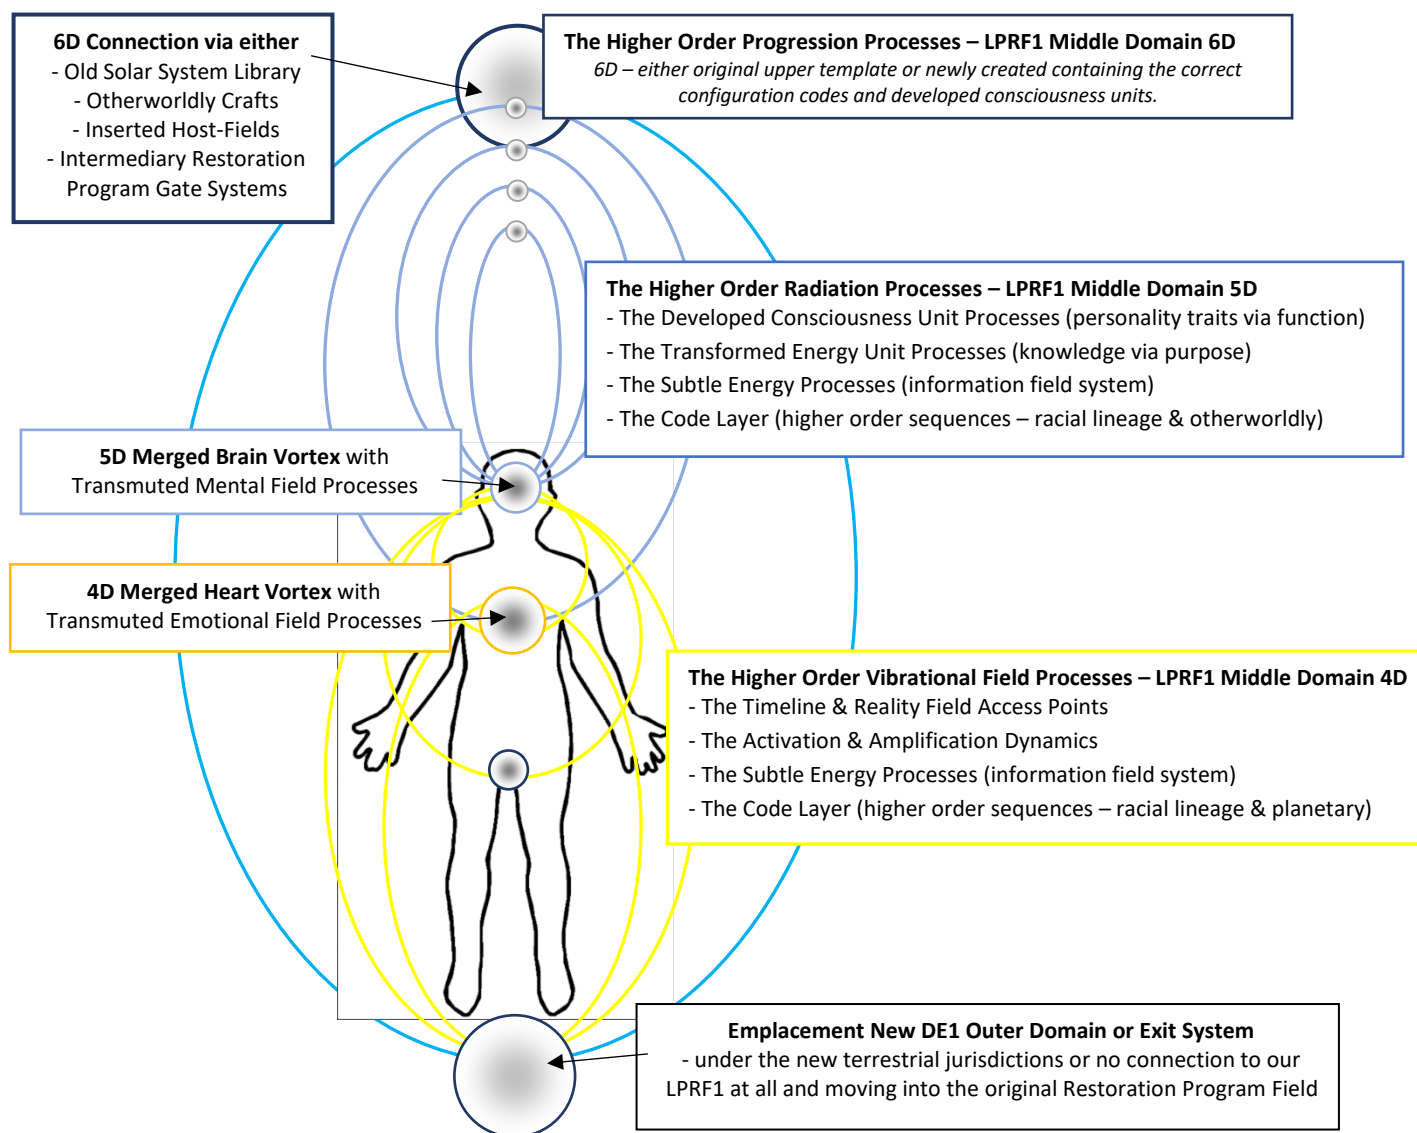 6D Connection via either
- Old Solar System Library
- Otherworldly Crafts
- Inserted Host-Fields
- Intermediary Restoration
Program Gate Systems
The Higher Order Progression Processes – LPRF1 Middle Domain 6D
6D – either original upper template or newly created containing the correct
configuration codes and developed consciousness units.
The Higher Order Radiation Processes – LPRF1 Middle Domain 5D
- The Developed Consciousness Unit Processes (personality traits via function)
- The Transformed Energy Unit Processes (knowledge via purpose)
- The Subtle Energy Processes (information field system)
- The Code Layer (higher order sequences – racial lineage & otherworldly)
5D Merged Brain Vortex with
Transmuted Mental Field Processes
4D Merged Heart Vortex with
Transmuted Emotional Field Processes
The Higher Order Vibrational Field Processes – LPRF1 Middle Domain 4D
- The Timeline & Reality Field Access Points
- The Activation & Amplification Dynamics
- The Subtle Energy Processes (information field system)
- The Code Layer (higher order sequences – racial lineage & planetary)
Emplacement New DE1 Outer Domain or Exit System
- under the new terrestrial jurisdictions or no connection to our
LPRF1 at all and moving into the original Restoration Program Field